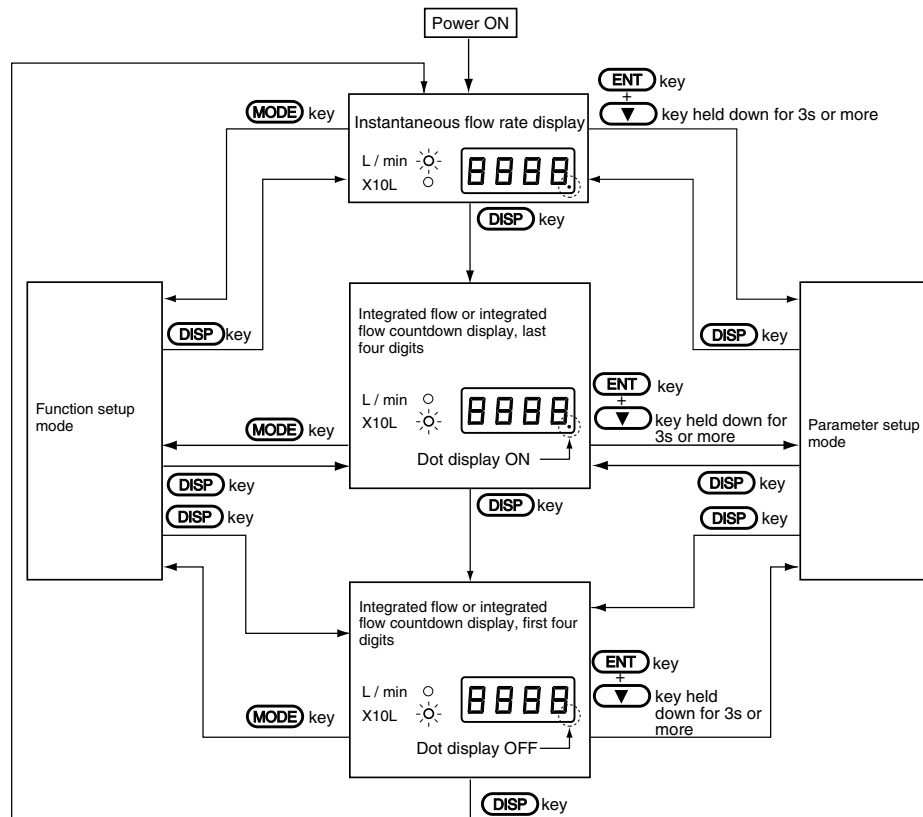 Power ON
MODE key
ENT key
+
▼ key held down for 3s or more
Instantaneous flow rate display
L / min
X10L
8888.
DISP key
DISP key
DISP key
Integrated flow or integrated
flow countdown display, last
four digits
L / min
X10L
8888.
Dot display ON
ENT key
+
▼ key held down for
3s or more
Function setup
mode
MODE key
Parameter setup
mode
DISP key
DISP key
DISP key
DISP key
DISP key
Integrated flow or integrated
flow countdown display, first four
digits
L / min
X10L
8888
Dot display OFF
ENT key
+
▼ key held
down for 3s or
more
MODE key
DISP key